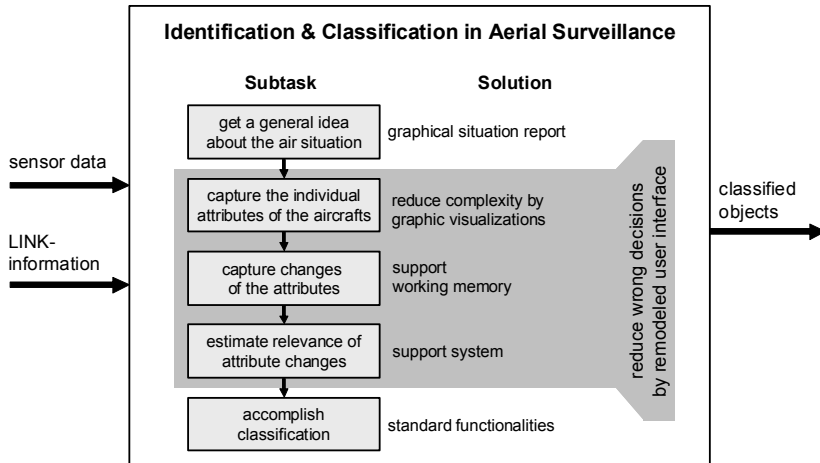 Identification & Classification in Aerial Surveillance
Subtask
Solution
get a general idea
about the air situation
graphical situation report
sensor data
capture the individual
attributes of the aircrafts
reduce complexity by
graphic visualizations
LINK-
information
capture changes
of the attributes
support
working memory
estimate relevance of
attribute changes
support system
accomplish
classification
standard functionalities
reduce wrong decisions
by remodeled user interface
classified
objects